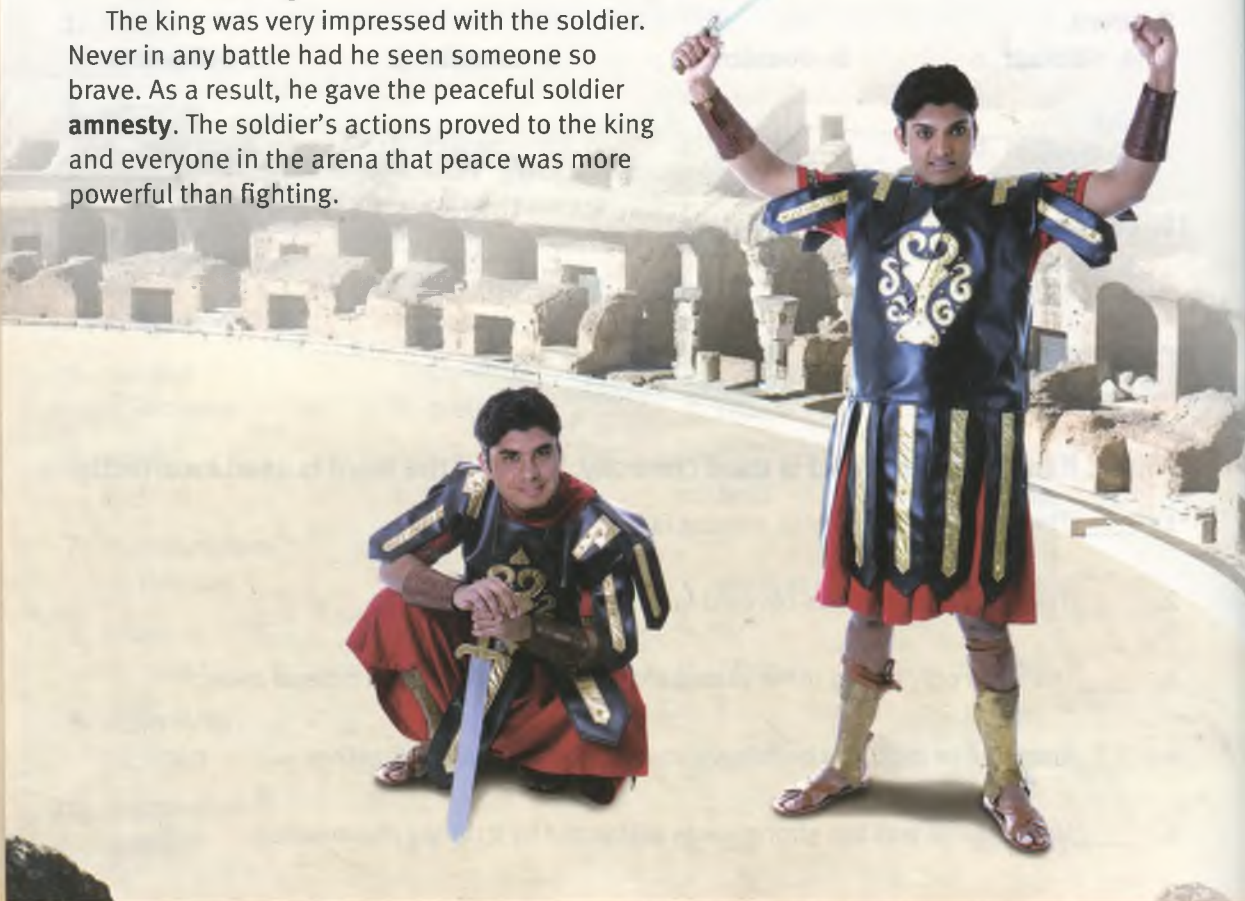 The king was very impressed with the soldier.
Never in any battle had he seen someone so
brave. As a result, he gave the peaceful soldier
amnesty. The soldier's actions proved to the king
and everyone in the arena that peace was more
powerful than fighting.